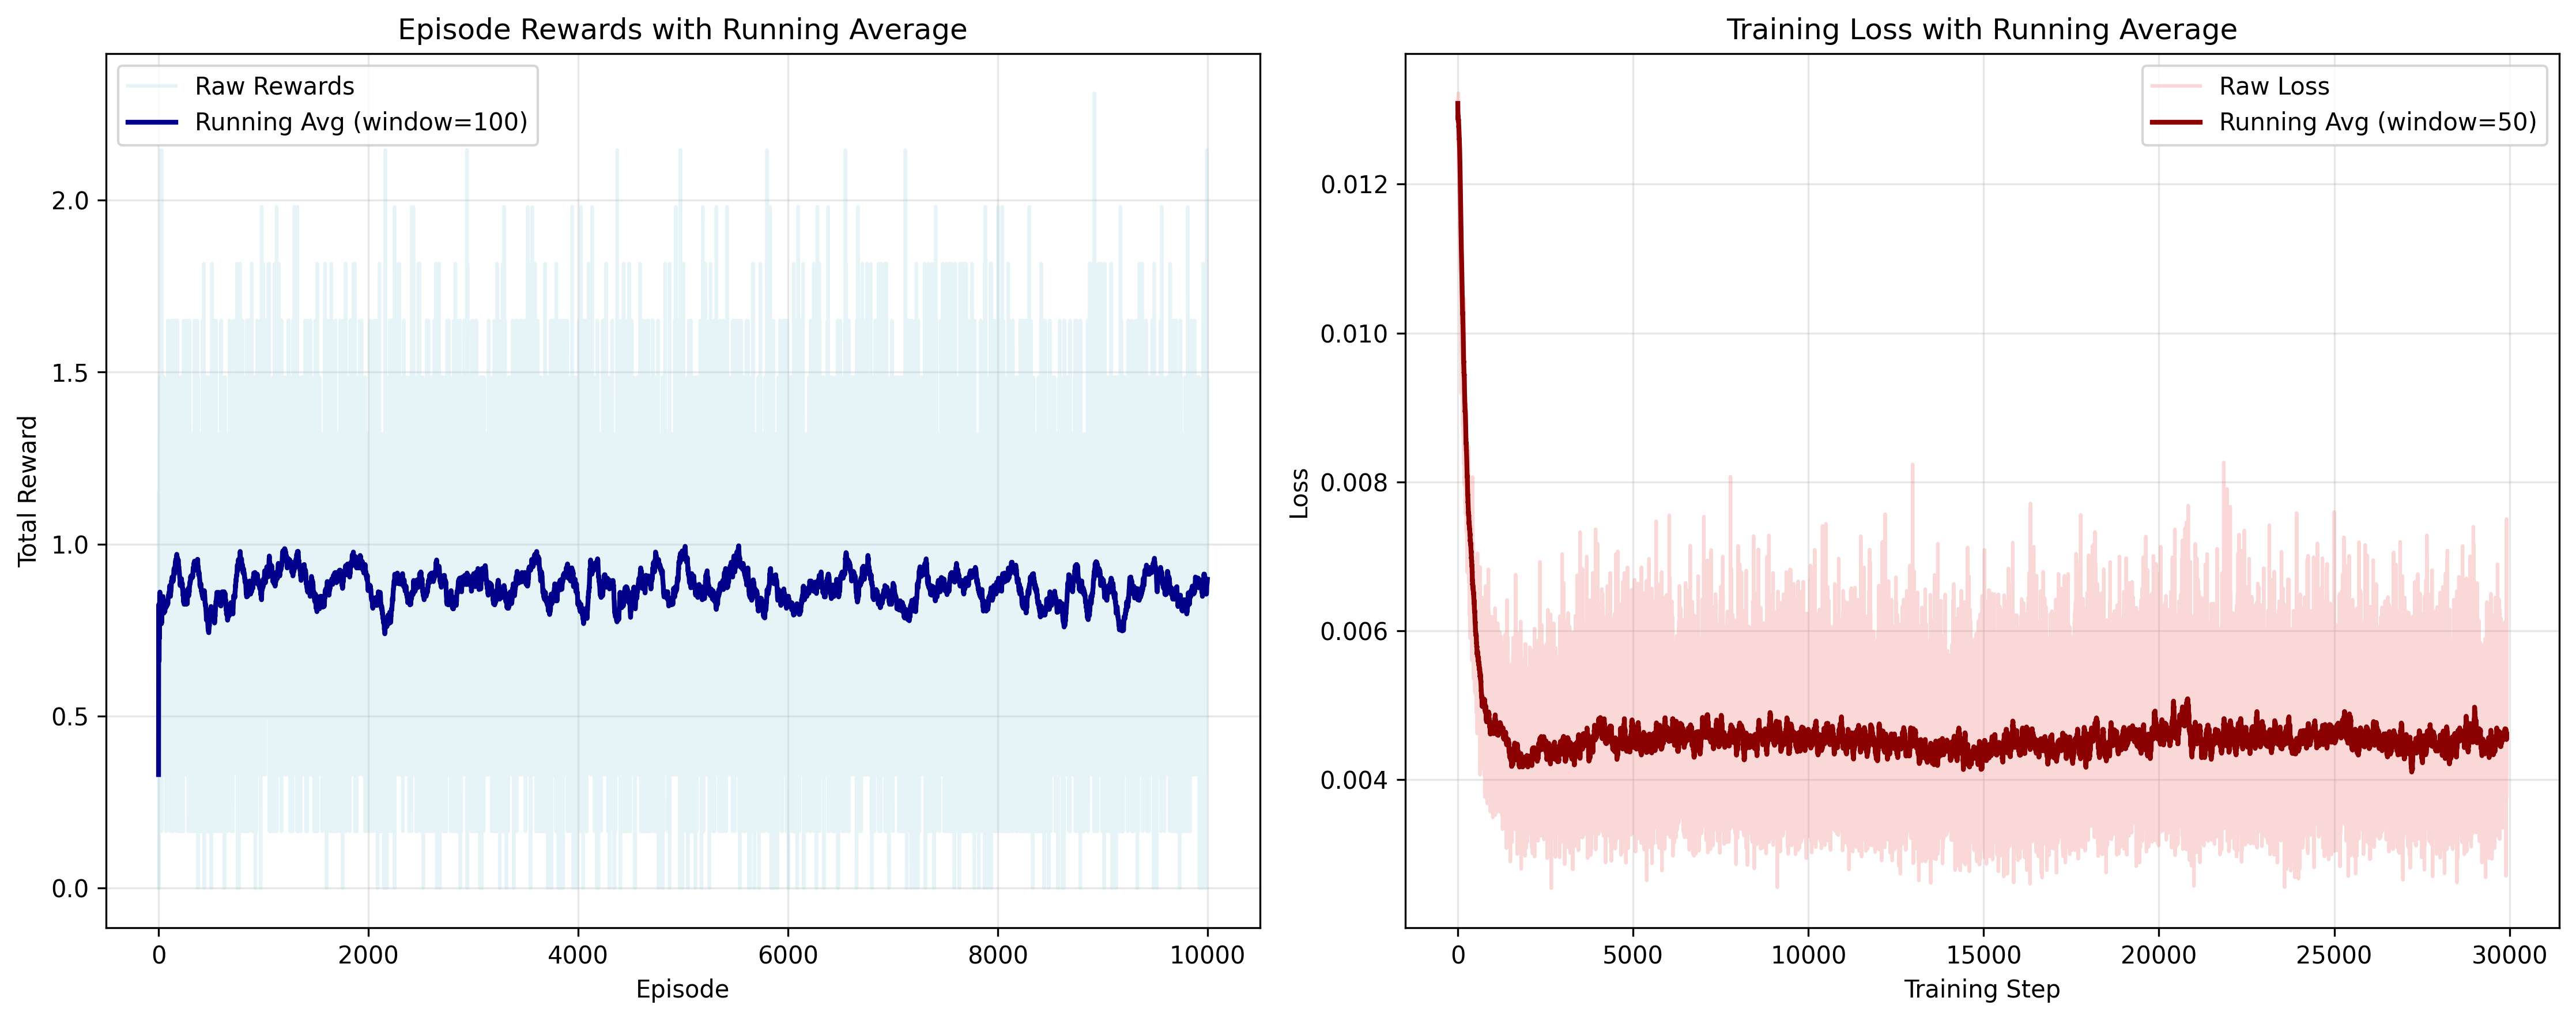 Episode Rewards with Running Average
Raw Rewards
Running Avg (window=100)
Total Reward
2.0
1.5
1.0
0.5
0.0
0 2000 4000 6000 8000 10000
Episode
Training Loss with Running Average
Raw Loss
Running Avg (window=50)
Loss
0.012
0.010
0.008
0.006
0.004
0 5000 10000 15000 20000 25000 30000
Training Step